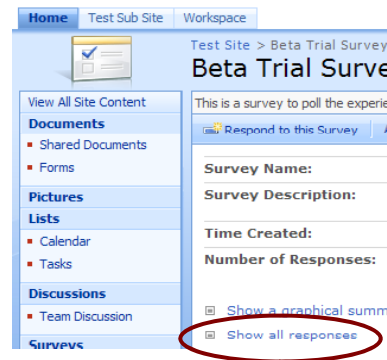 Home Test Sub Site Workspace
Test Site > Beta Trial Survey
Beta Trial Surve
View All Site Content
This is a survey to poll the experie
Documents
Respond to this Survey
Shared Documents
Forms
Survey Name:
Pictures
Survey Description:
Lists
Calendar
Time Created:
Tasks
Number of Responses:
Discussions
Team Discussion
Show a graphical summ
Surveys
Show all responses